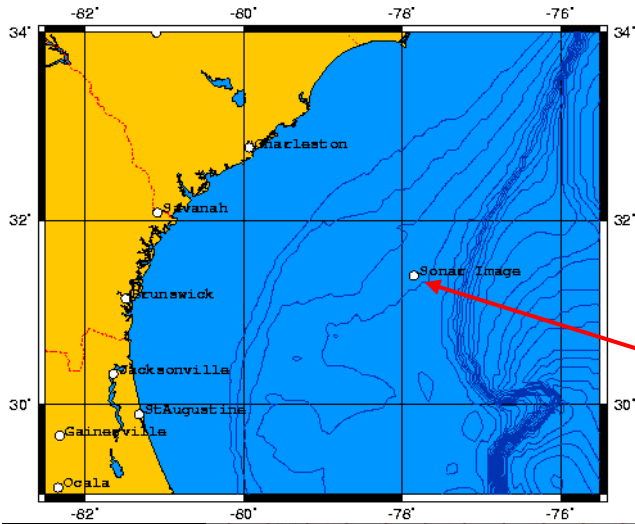 -82˚ -80˚ -78˚ -76˚
34˚ 34˚
Charleston
32˚ 32˚
Savanah
Sonar Image
Brunswick
Jacksonville
30˚ 30˚
StAugustine
Gainesville
Ocala
-82˚ -80˚ -78˚ -76˚